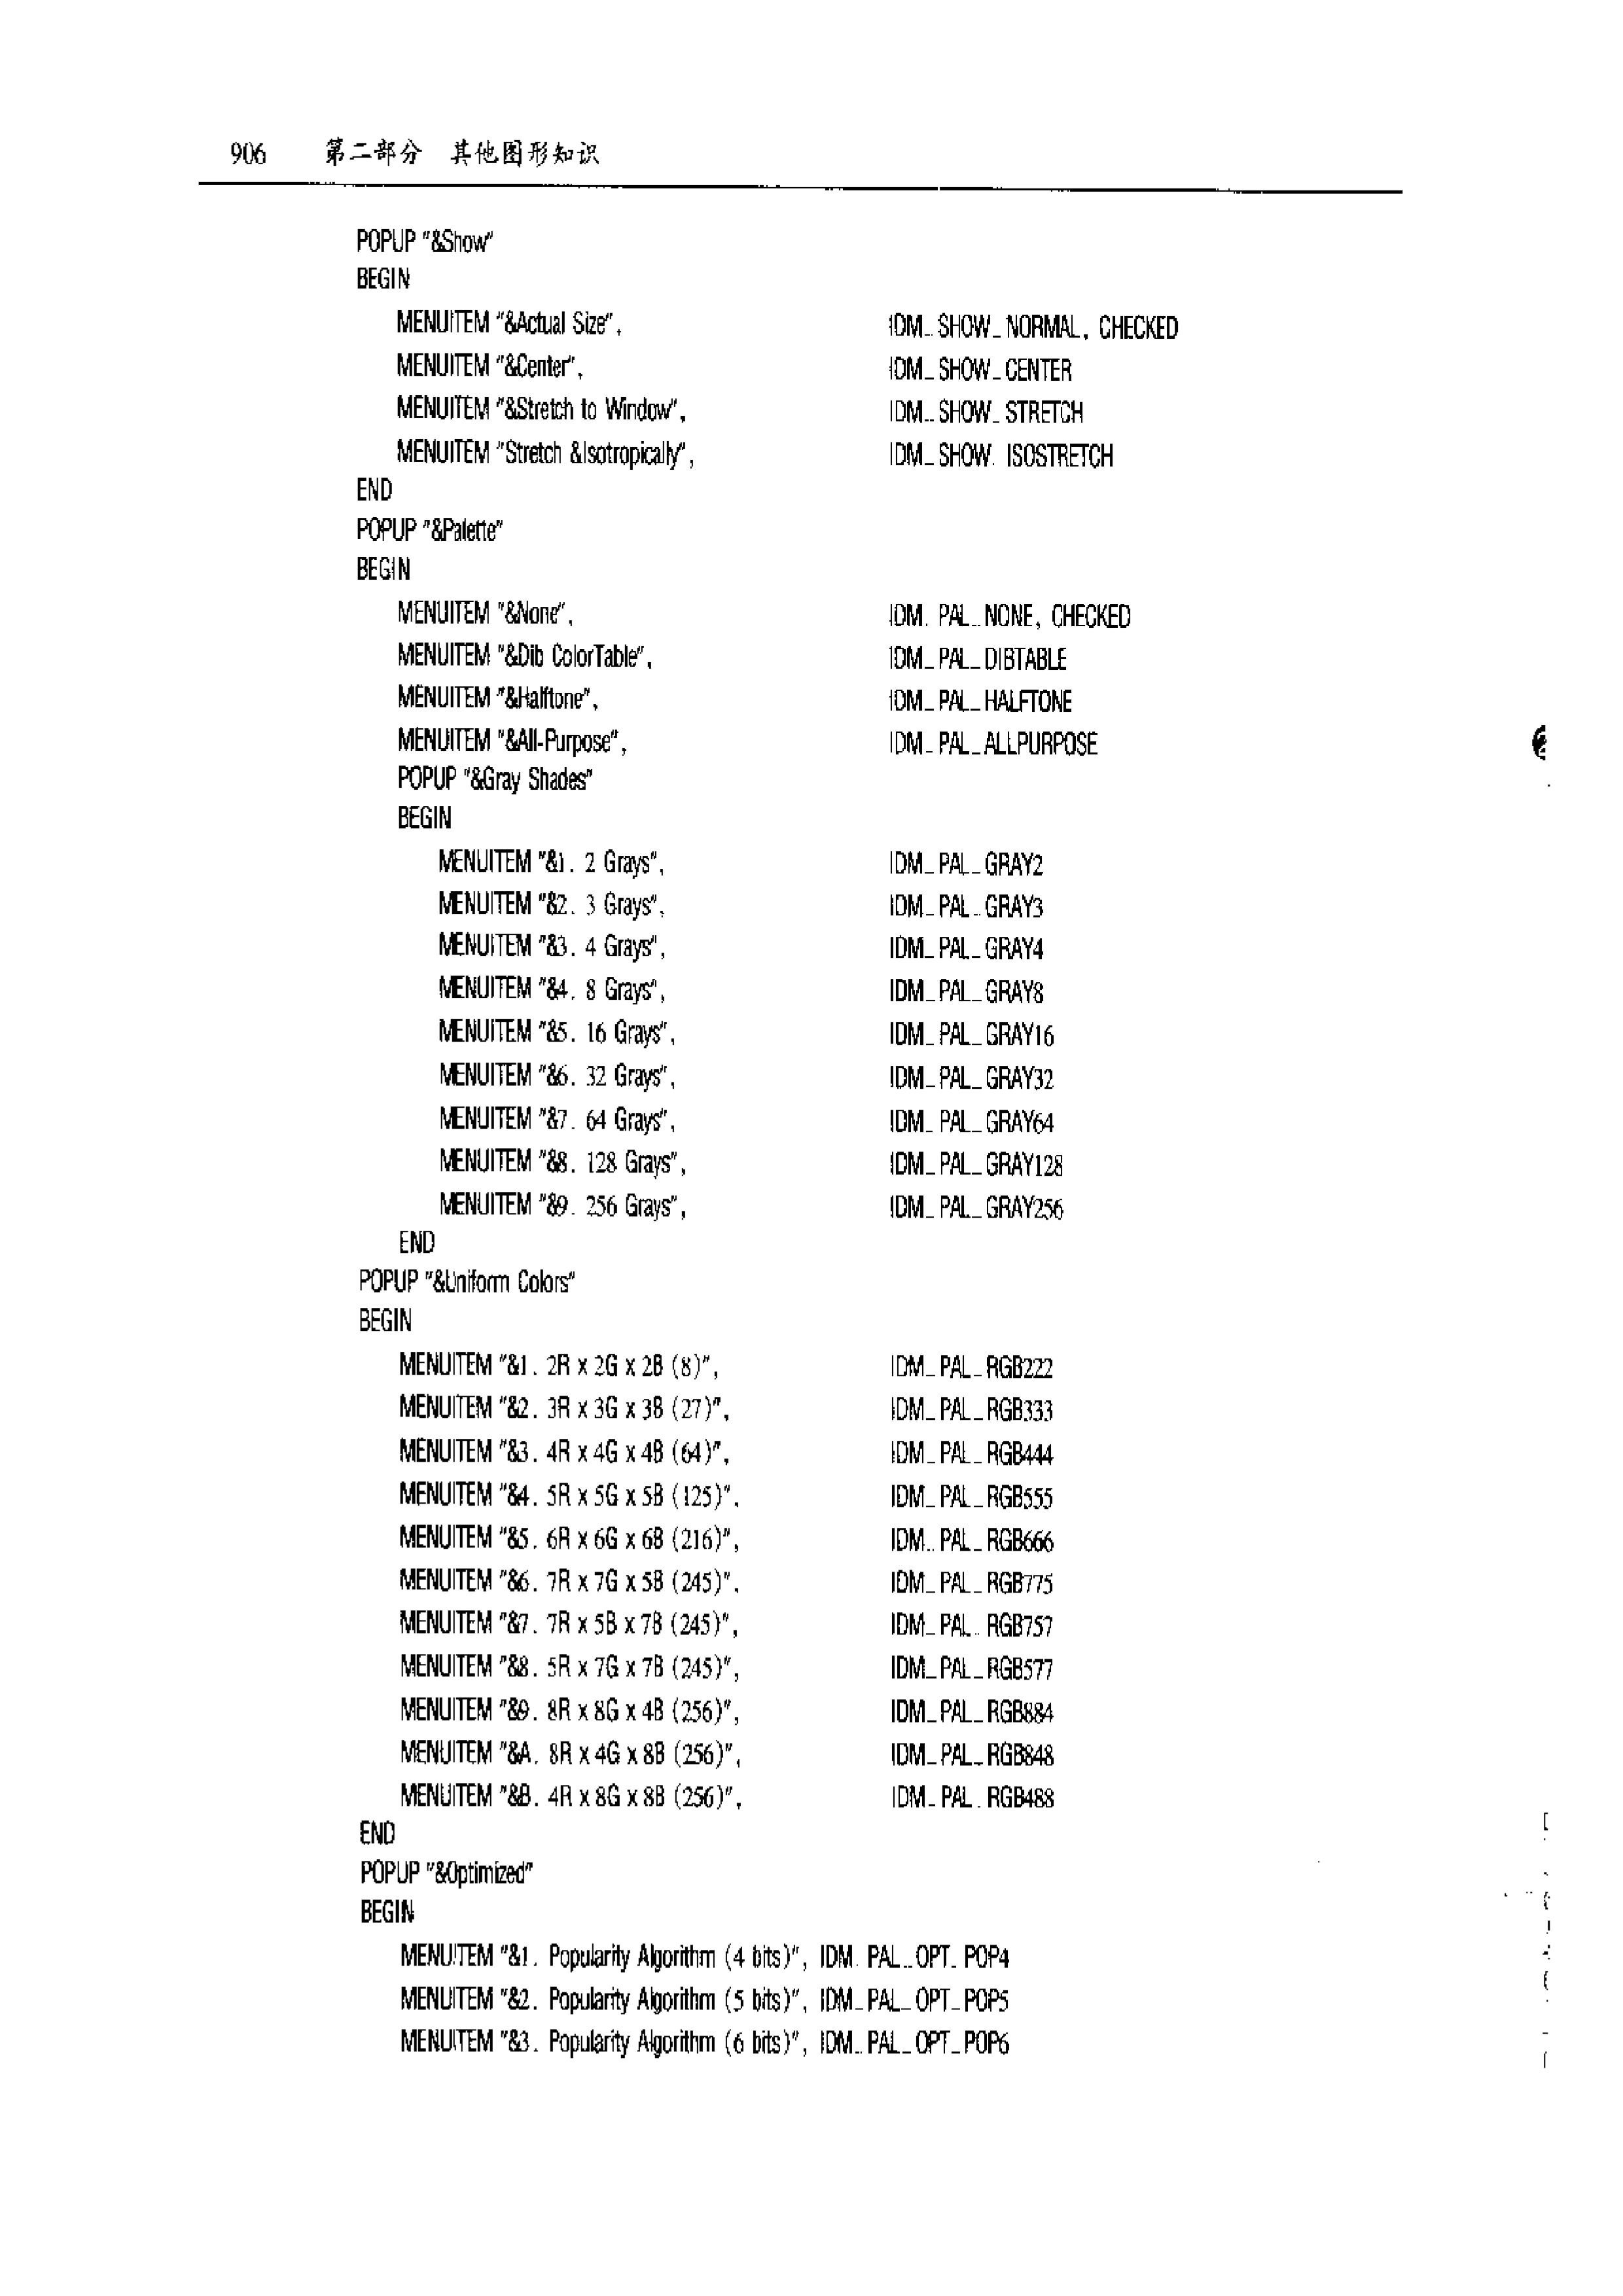 906 第二部分 其他图形知识
POPUP "&Show"
BEGIN
MENUITEM "&Actual Size", IDM_SHOW_NORMAL, CHECKED
MENUITEM "&Center", IDM_SHOW_CENTER
MENUITEM "&Stretch to Window", IDM_SHOW_STRETCH
MENUITEM "Stretch &Isotropically", IDM_SHOW_ISOSTRETCH
END
POPUP "&Palette"
BEGIN
MENUITEM "&None", IDM_PAL_NONE, CHECKED
MENUITEM "&Dib ColorTable", IDM_PAL_DIBTABLE
MENUITEM "&Halftone", IDM_PAL_HALFTONE
MENUITEM "&All-Purpose", IDM_PAL_ALLPURPOSE
POPUP "&Gray Shades"
BEGIN
MENUITEM "&1. 2 Grays", IDM_PAL_GRAY2
MENUITEM "&2. 3 Grays", IDM_PAL_GRAY3
MENUITEM "&3. 4 Grays", IDM_PAL_GRAY4
MENUITEM "&4. 8 Grays", IDM_PAL_GRAY8
MENUITEM "&5. 16 Grays", IDM_PAL_GRAY16
MENUITEM "&6. 32 Grays", IDM_PAL_GRAY32
MENUITEM "&7. 64 Grays", IDM_PAL_GRAY64
MENUITEM "&8. 128 Grays", IDM_PAL_GRAY128
MENUITEM "&9. 256 Grays", IDM_PAL_GRAY256
END
POPUP "&Uniform Colors"
BEGIN
MENUITEM "&1. 2R x 2G x 2B (8)", IDM_PAL_RGB222
MENUITEM "&2. 3R x 3G x 3B (27)", IDM_PAL_RGB333
MENUITEM "&3. 4R x 4G x 4B (64)", IDM_PAL_RGB444
MENUITEM "&4. 5R x 5G x 5B (125)", IDM_PAL_RGB555
MENUITEM "&5. 6R x 6G x 6B (216)", IDM_PAL_RGB666
MENUITEM "&6. 7R x 7G x 5B (245)", IDM_PAL_RGB775
MENUITEM "&7. 7R x 5B x 7B (245)", IDM_PAL_RGB757
MENUITEM "&8. 5R x 7G x 7B (245)", IDM_PAL_RGB577
MENUITEM "&9. 8R x 8G x 4B (256)", IDM_PAL_RGB884
MENUITEM "&A. 8R x 4G x 8B (256)", IDM_PAL_RGB848
MENUITEM "&B. 4R x 8G x 8B (256)", IDM_PAL_RGB488
END
POPUP "&Optimized"
BEGIN
MENUITEM "&1. Popularity Algorithm (4 bits)", IDM_PAL_OPT_POP4
MENUITEM "&2. Popularity Algorithm (5 bits)", IDM_PAL_OPT_POP5
MENUITEM "&3. Popularity Algorithm (6 bits)", IDM_PAL_OPT_POP6